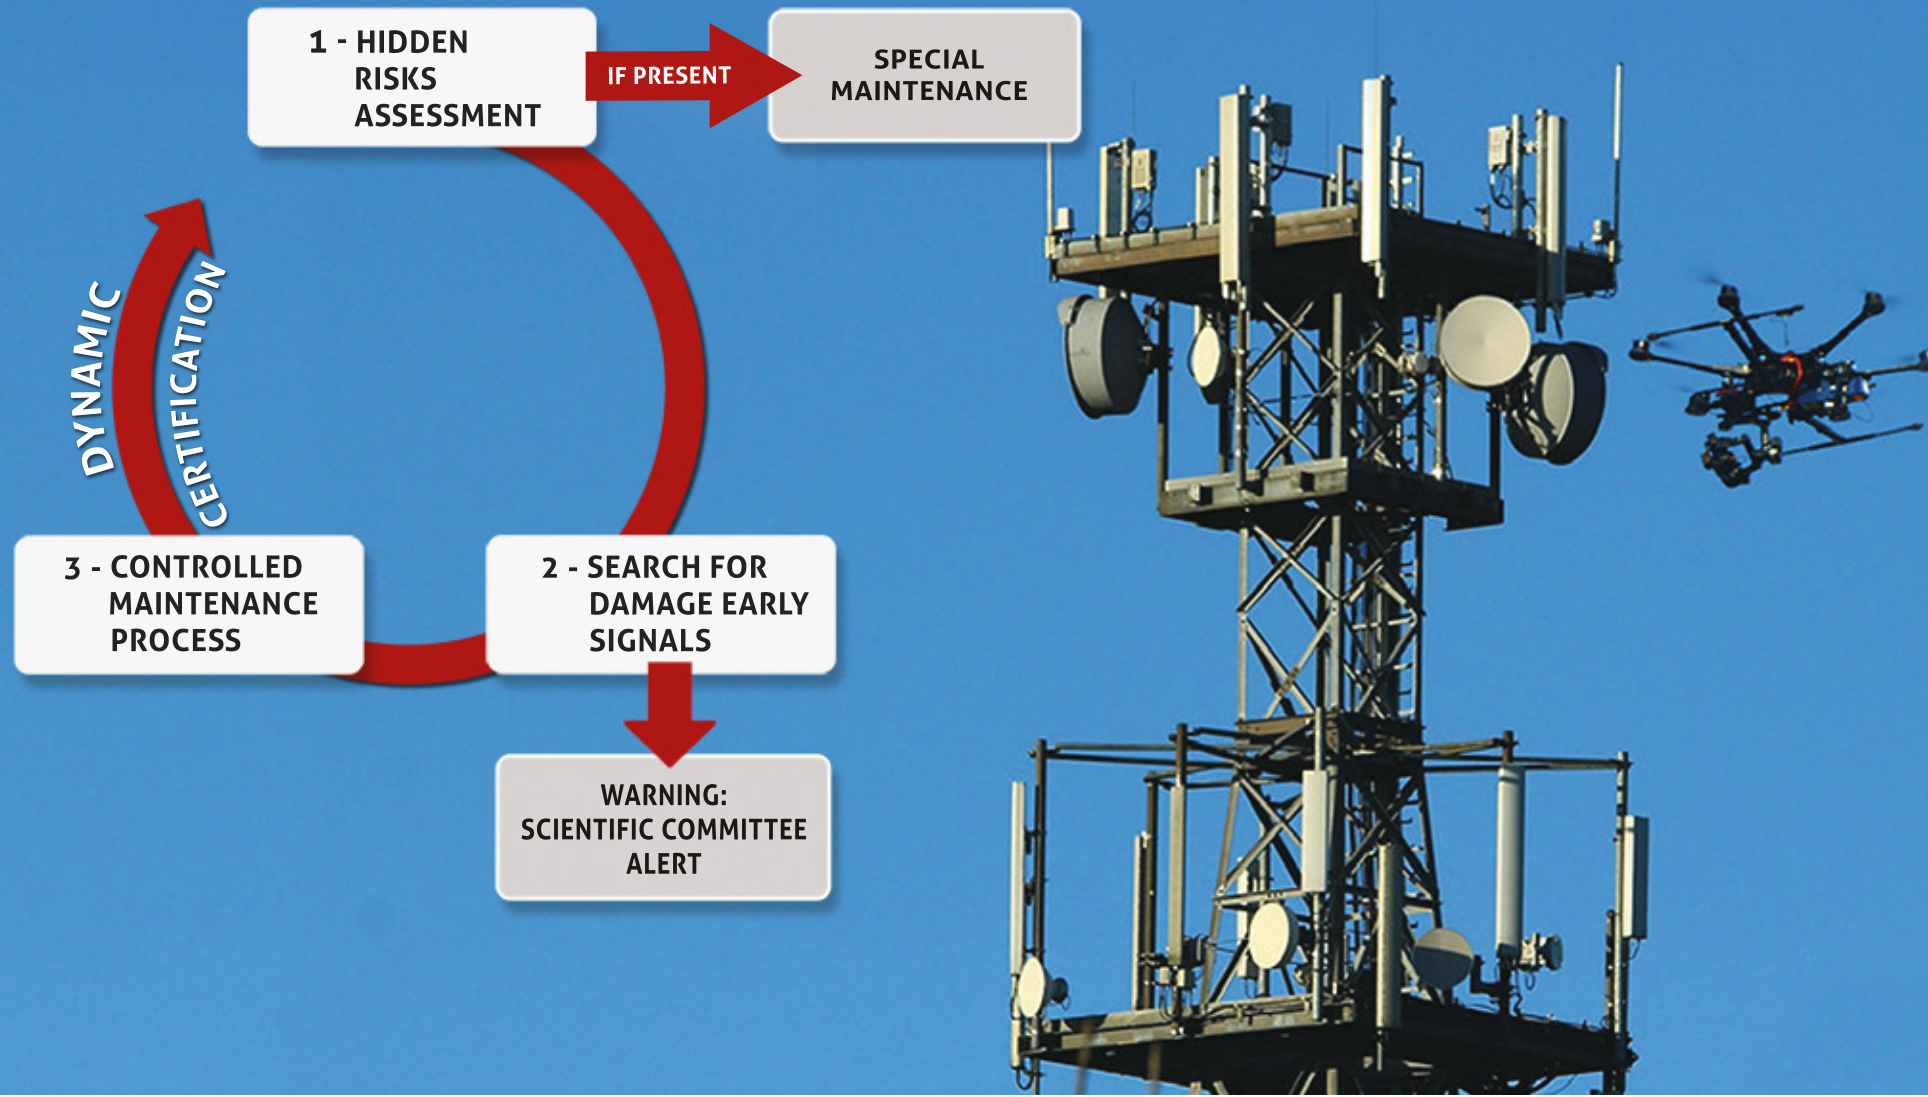 1 - HIDDEN
RISKS
ASSESSMENT
IF PRESENT
SPECIAL
MAINTENANCE
DYNAMIC
CERTIFICATION
3 - CONTROLLED
MAINTENANCE
PROCESS
2 - SEARCH FOR
DAMAGE EARLY
SIGNALS
WARNING:
SCIENTIFIC COMMITTEE
ALERT